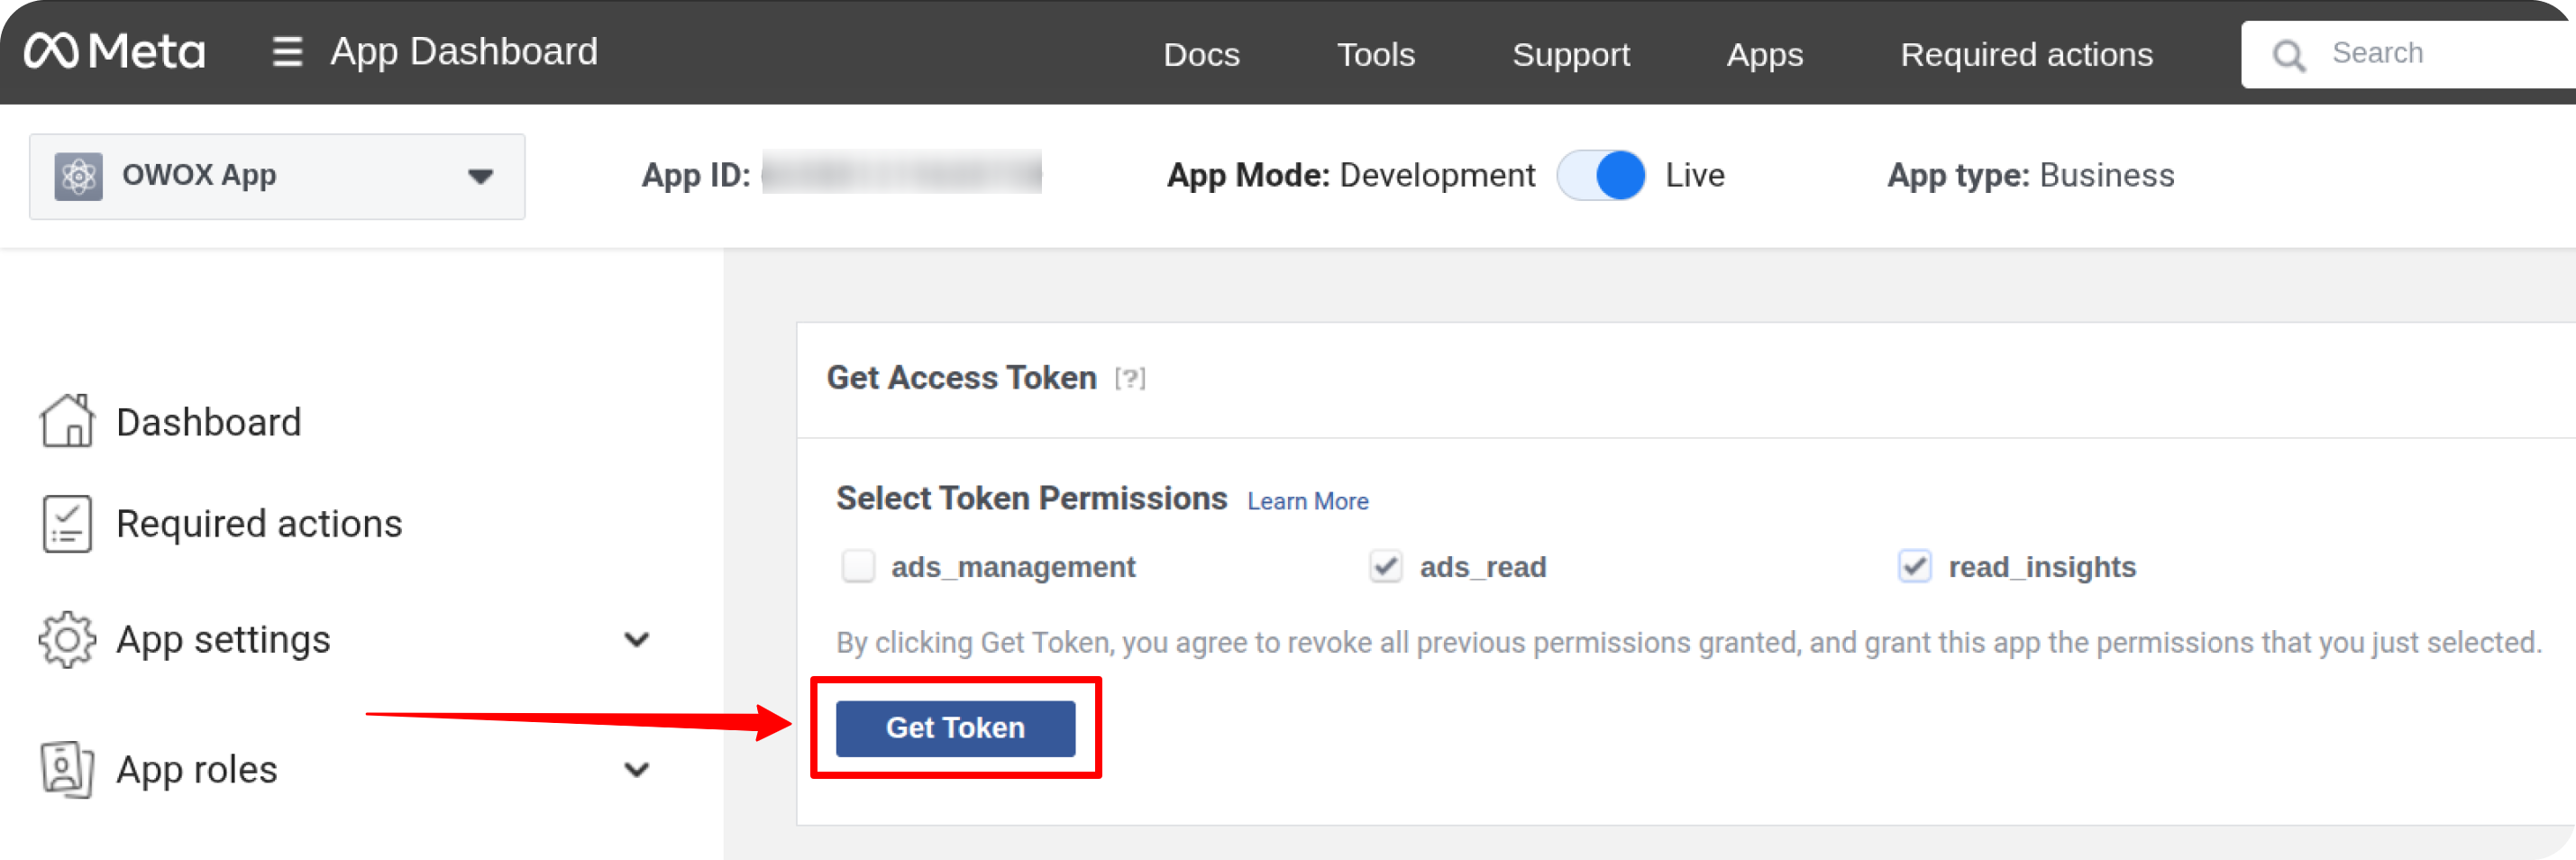 Meta App Dashboard Docs Tools Support Apps Required actions Search
OWOX App App ID: App Mode: Development Live App type: Business
Dashboard
Required actions
App settings
App roles
Get Access Token [?]
Select Token Permissions Learn More
ads_management ads_read read_insights
By clicking Get Token, you agree to revoke all previous permissions granted, and grant this app the permissions that you just selected.
Get Token